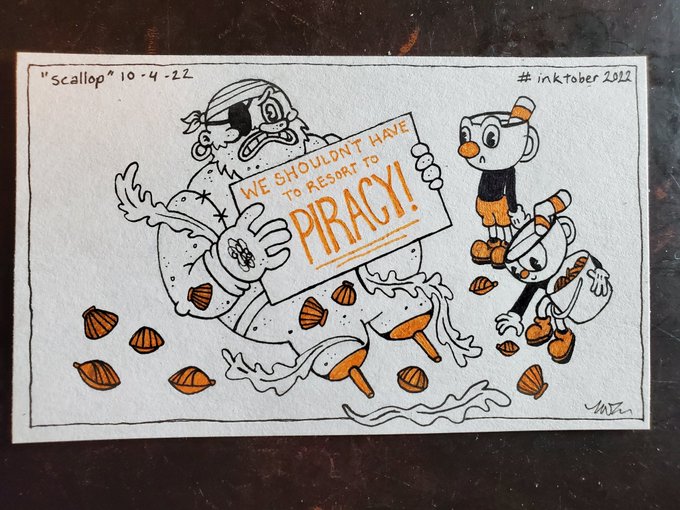 "scallop" 10-4-22
# inktober 2022
WE SHOULDN'T HAVE
TO RESORT TO
PIRACY!